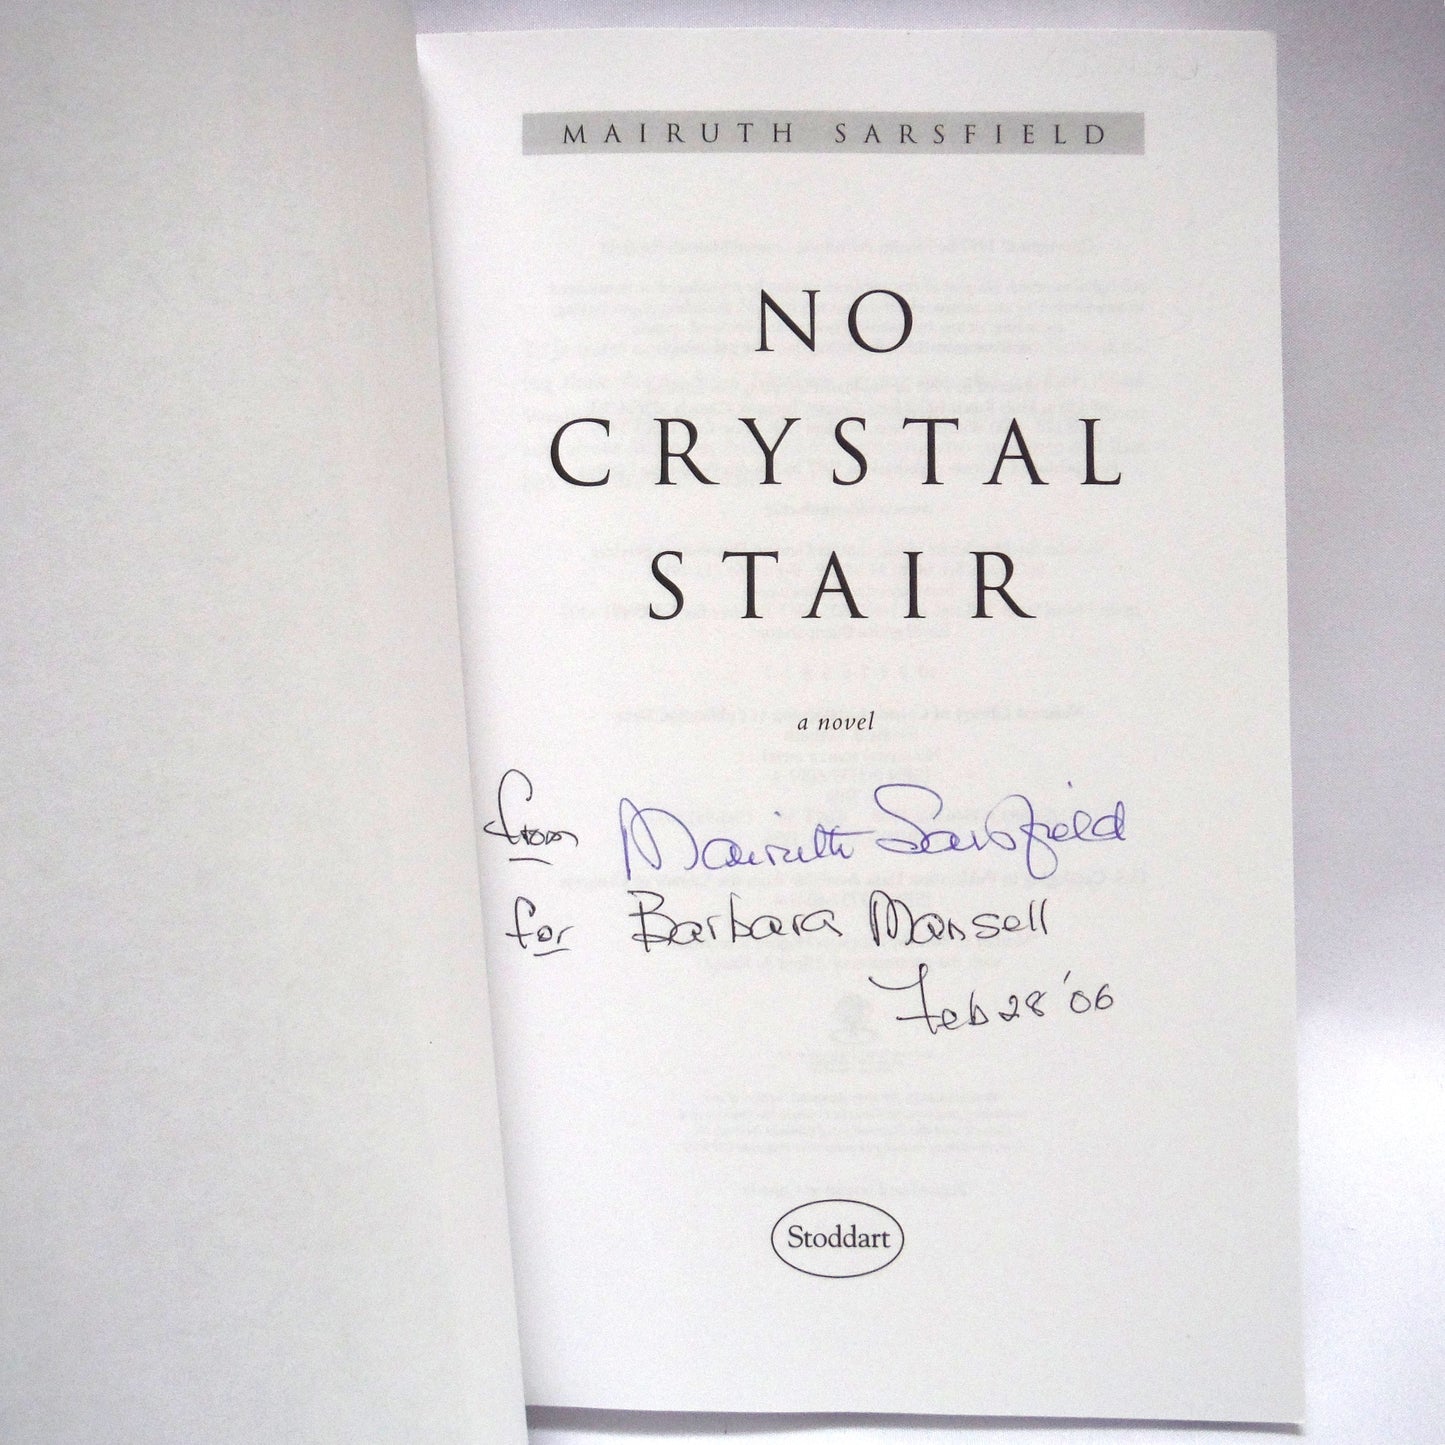 MAIRUTH SARSFIELD
NO
CRYSTAL
STAIR
a novel
from Mairuth Sarsfield
for Barbara Mansell
Feb 28 '06
Stoddart